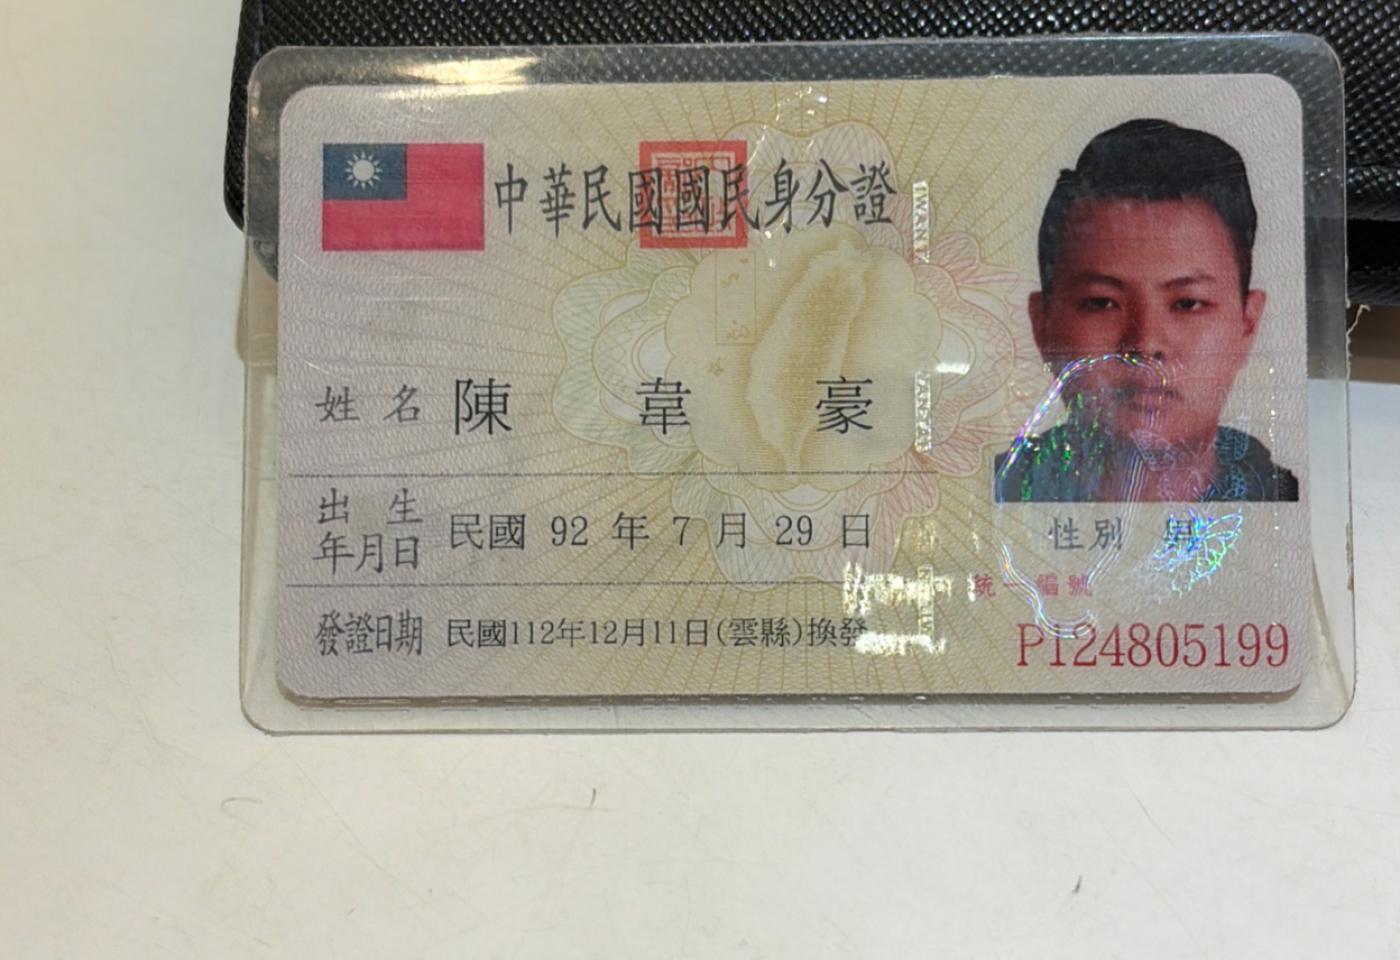 中華民國國民身分證
姓名 陳韋豪
出生年月日 民國 92 年 7 月 29 日
性別 男
發證日期 民國112年12月11日(雲縣)換發
統一編號
P124805199